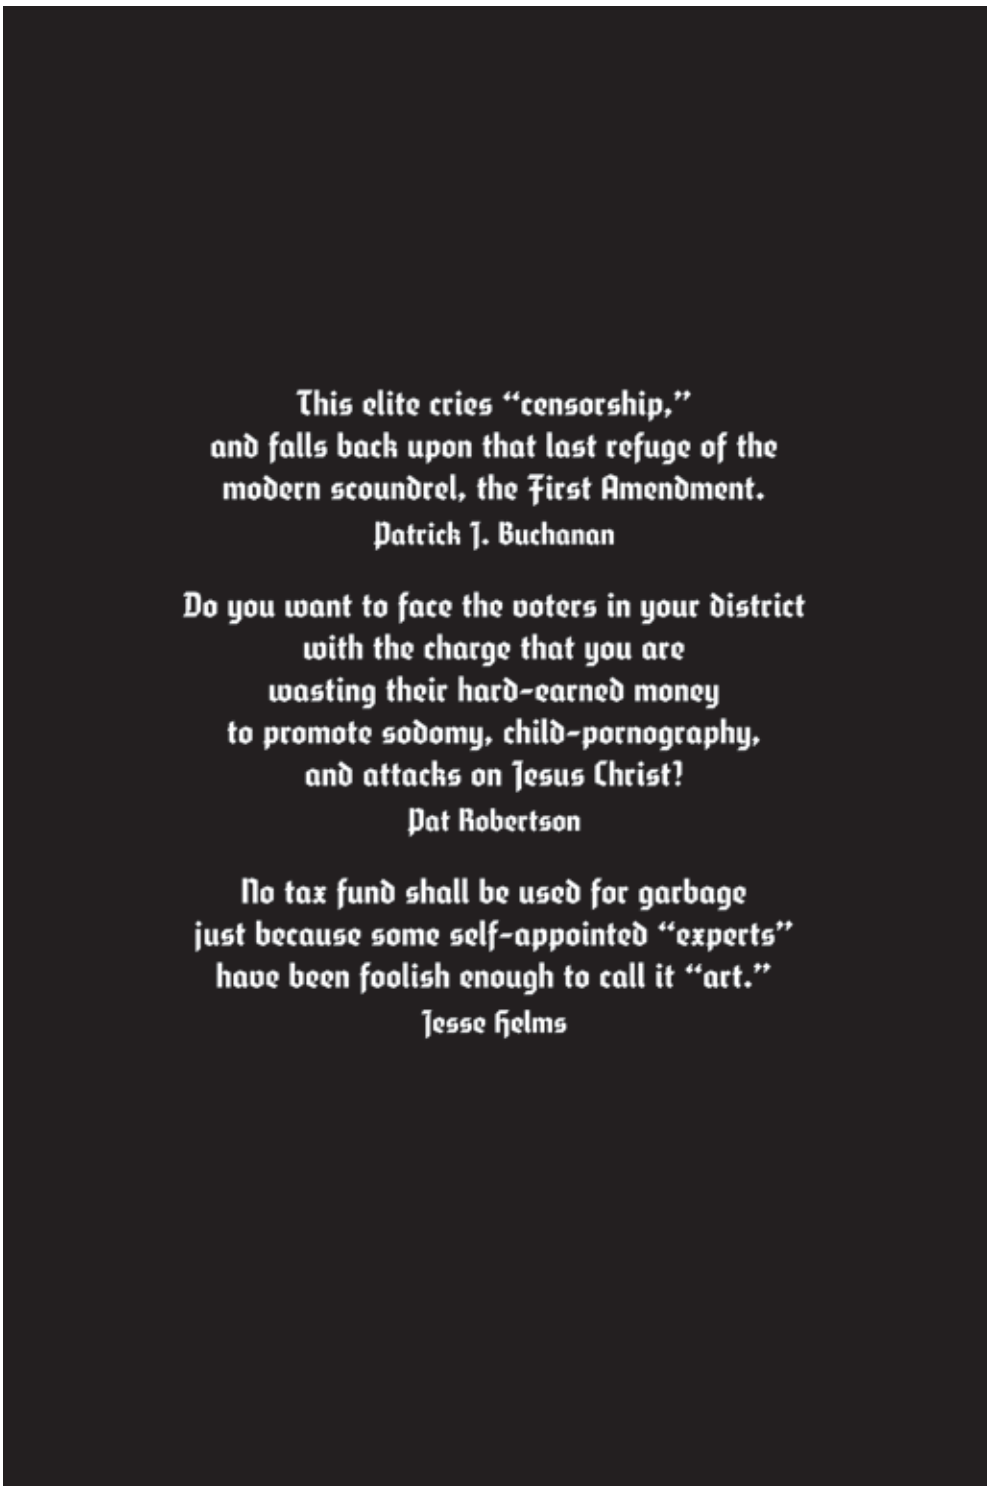 This elite cries “censorship,”
and falls back upon that last refuge of the
modern scoundrel, the First Amendment.
Patrick J. Buchanan
Do you want to face the voters in your district
with the charge that you are
wasting their hard-earned money
to promote sodomy, child-pornography,
and attacks on Jesus Christ?
Pat Robertson
No tax fund shall be used for garbage
just because some self-appointed “experts”
have been foolish enough to call it “art.”
Jesse Helms